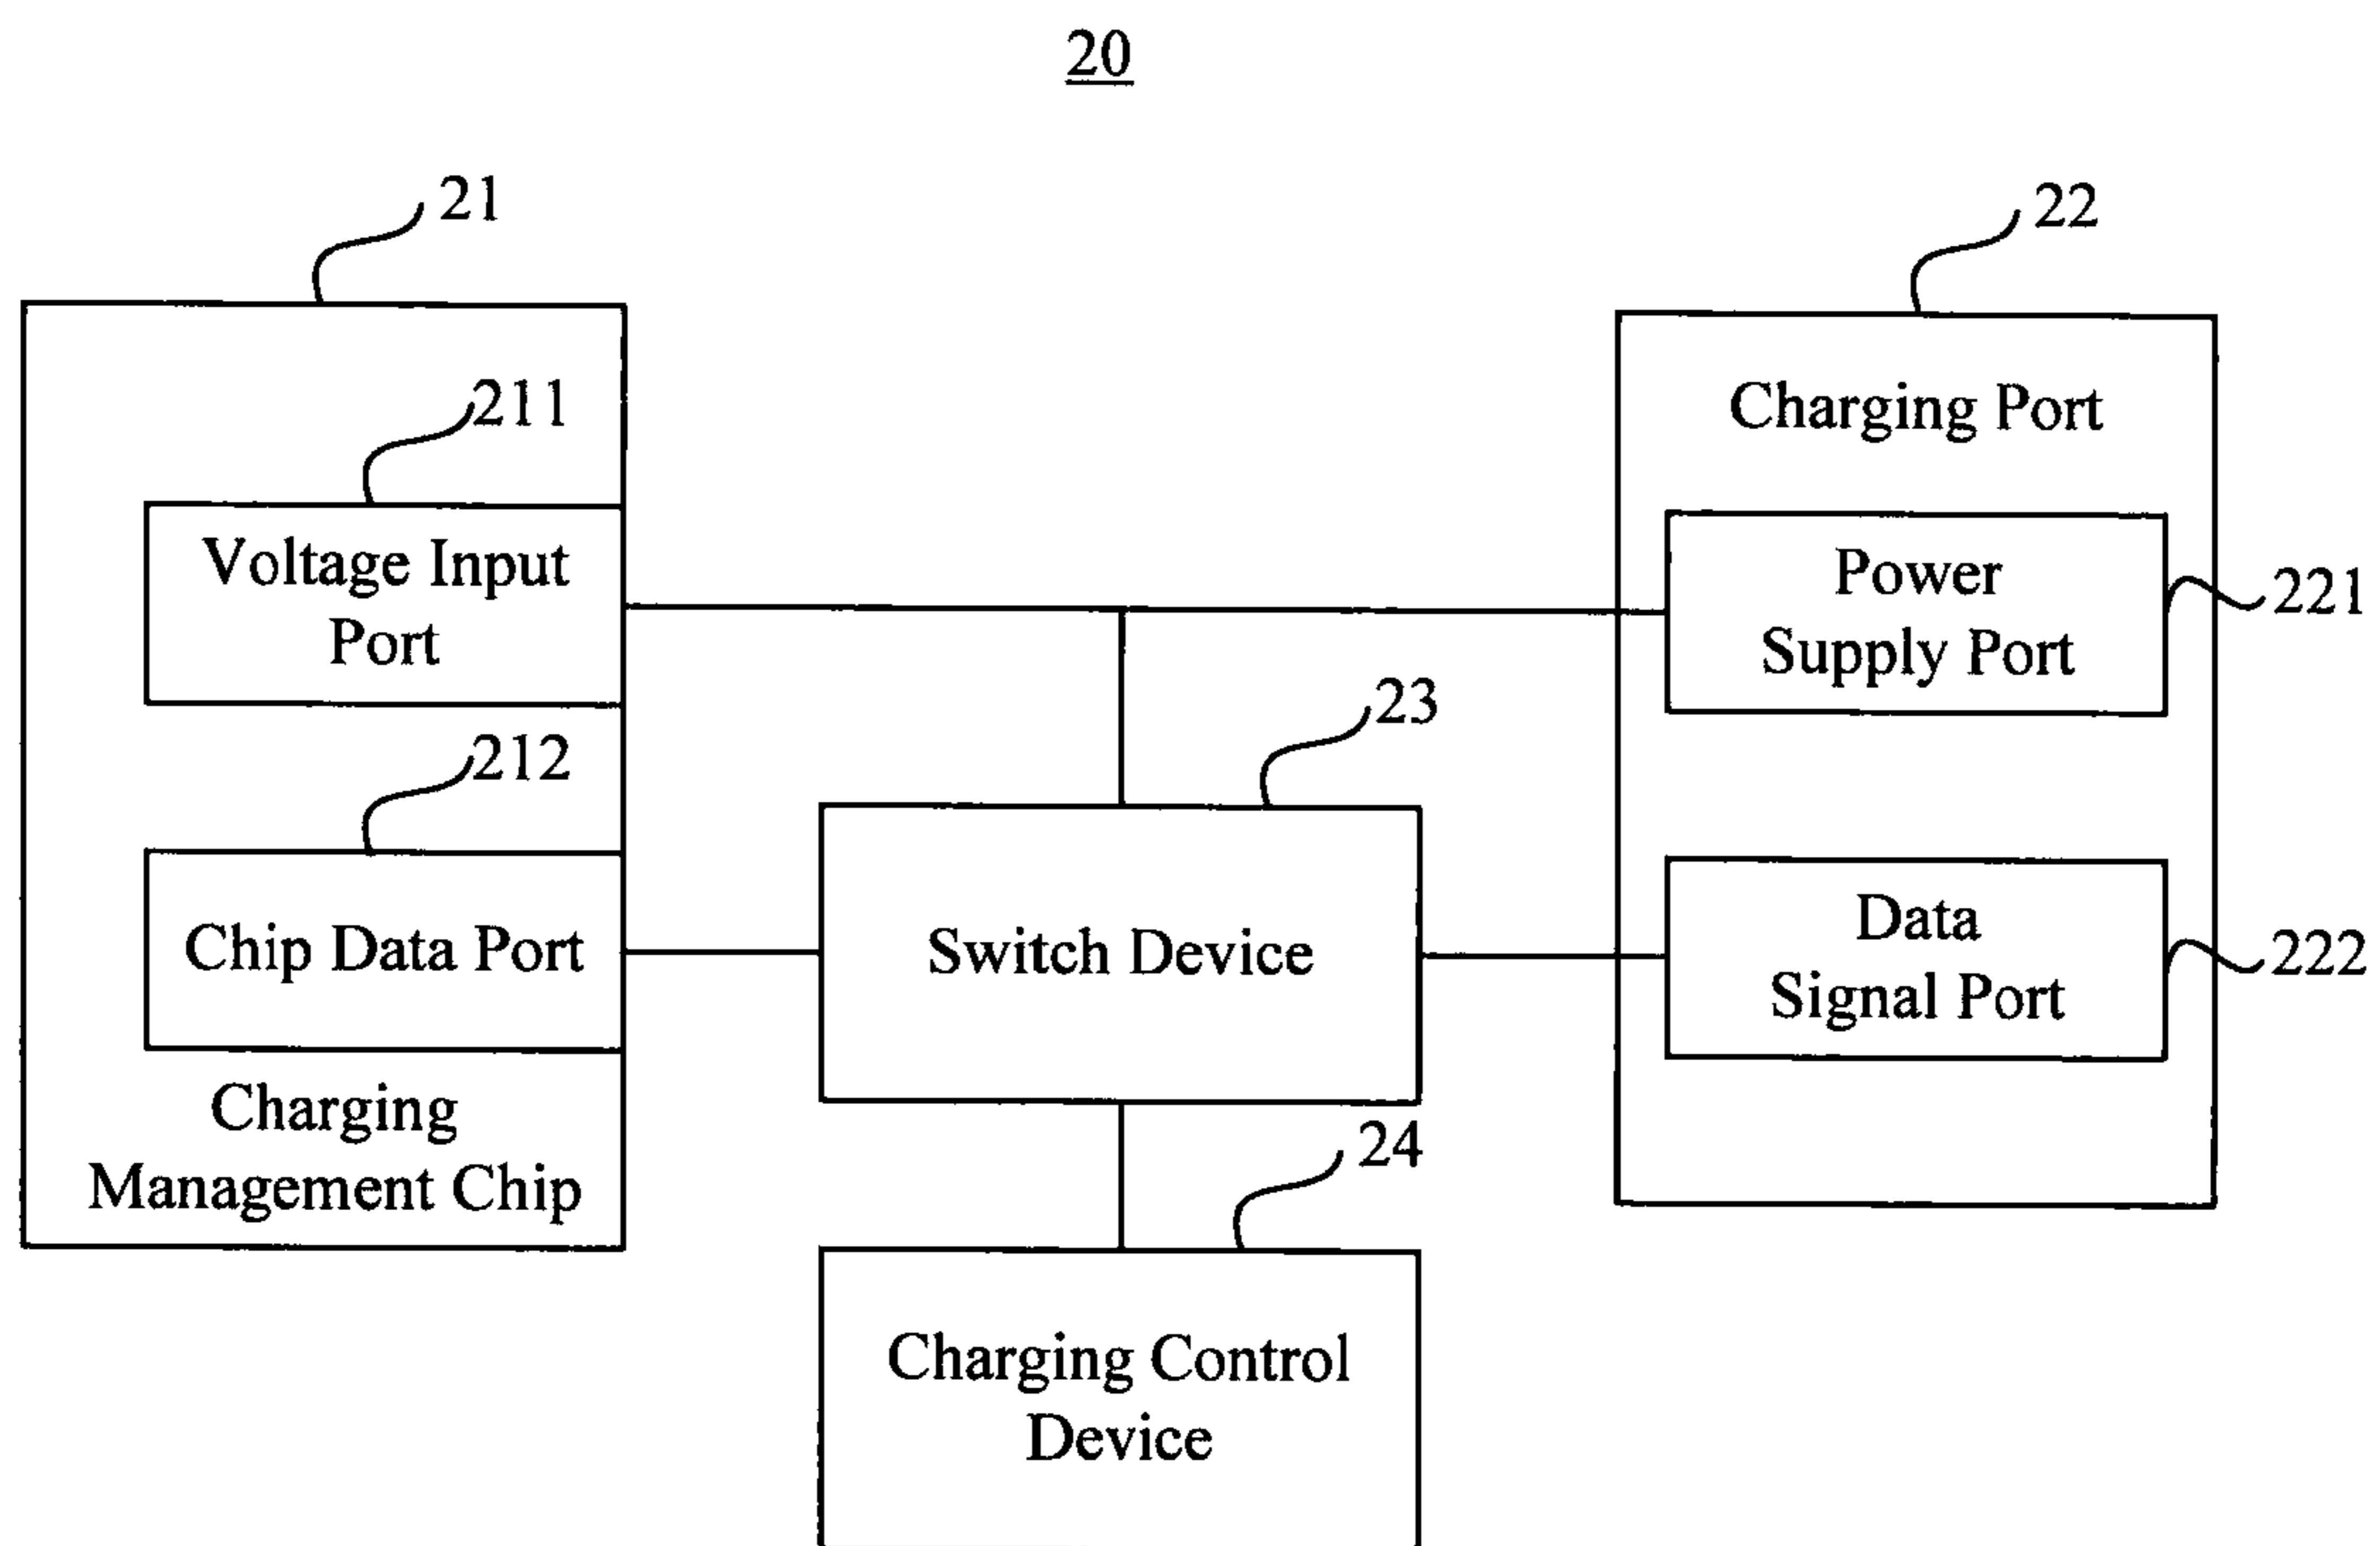 20
21
22
211
Charging Port
Voltage Input
Port
Power
Supply Port
221
23
212
Chip Data Port
Switch Device
Data
Signal Port
222
Charging
Management Chip
24
Charging Control
Device